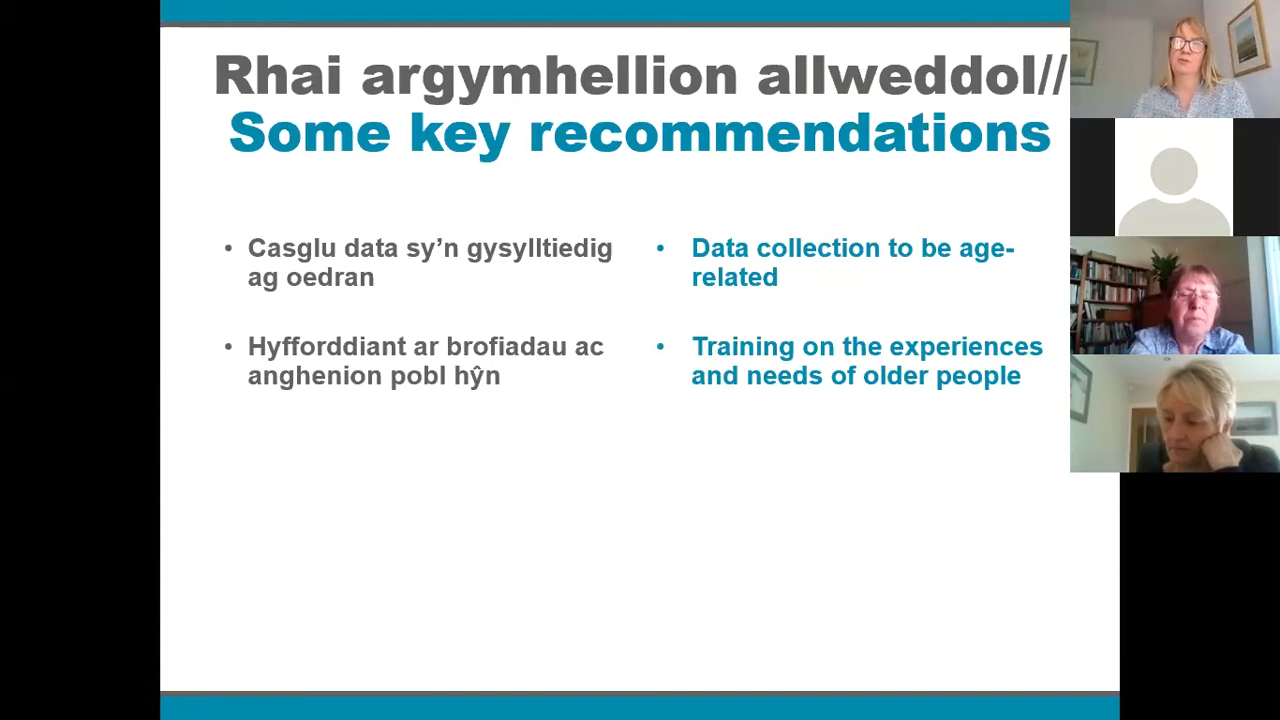 Rhai argymhellion allweddol//
Some key recommendations
• Casglu data sy’n gysylltiedig
ag oedran
• Hyfforddiant ar brofiadau ac
anghenion pobl hŷn
• Data collection to be age-
related
• Training on the experiences
and needs of older people